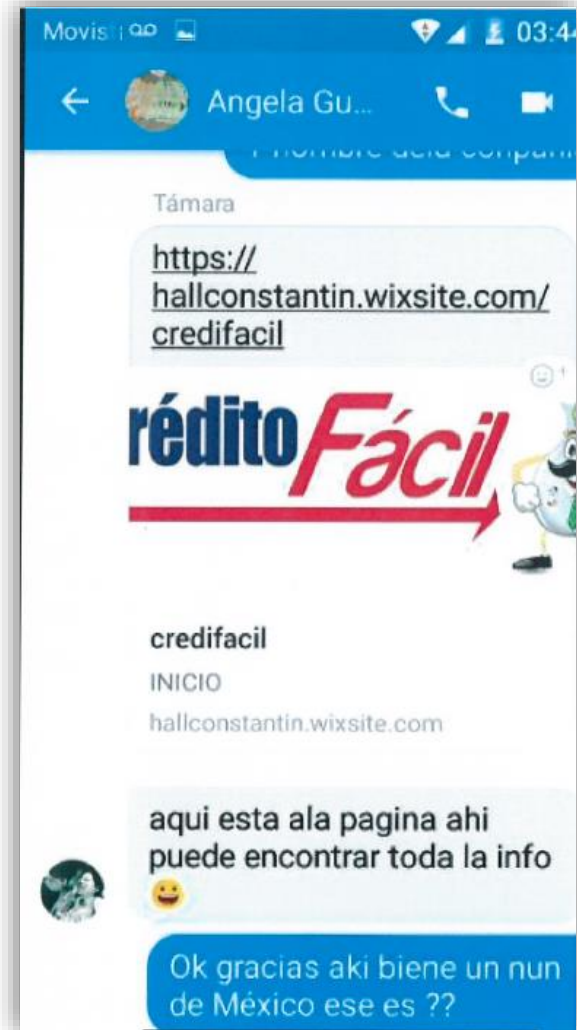 Movis
03:44
Angela Gu...
Támara
https://
hallconstantin.wixsite.com/
credifacil
rédito Fácil
credifacil
INICIO
hallconstantin.wixsite.com
aqui esta ala pagina ahi
puede encontrar toda la info
Ok gracias aki biene un nun
de México ese es ??